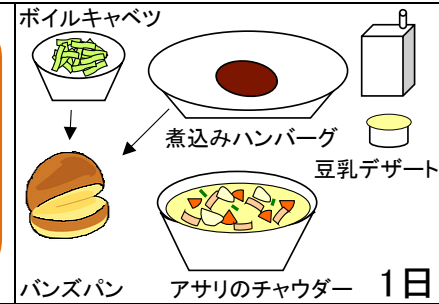 ボイルキャベツ
煮込みハンバーグ
豆乳デザート
バンズパン
アサリのチャウダー
1日